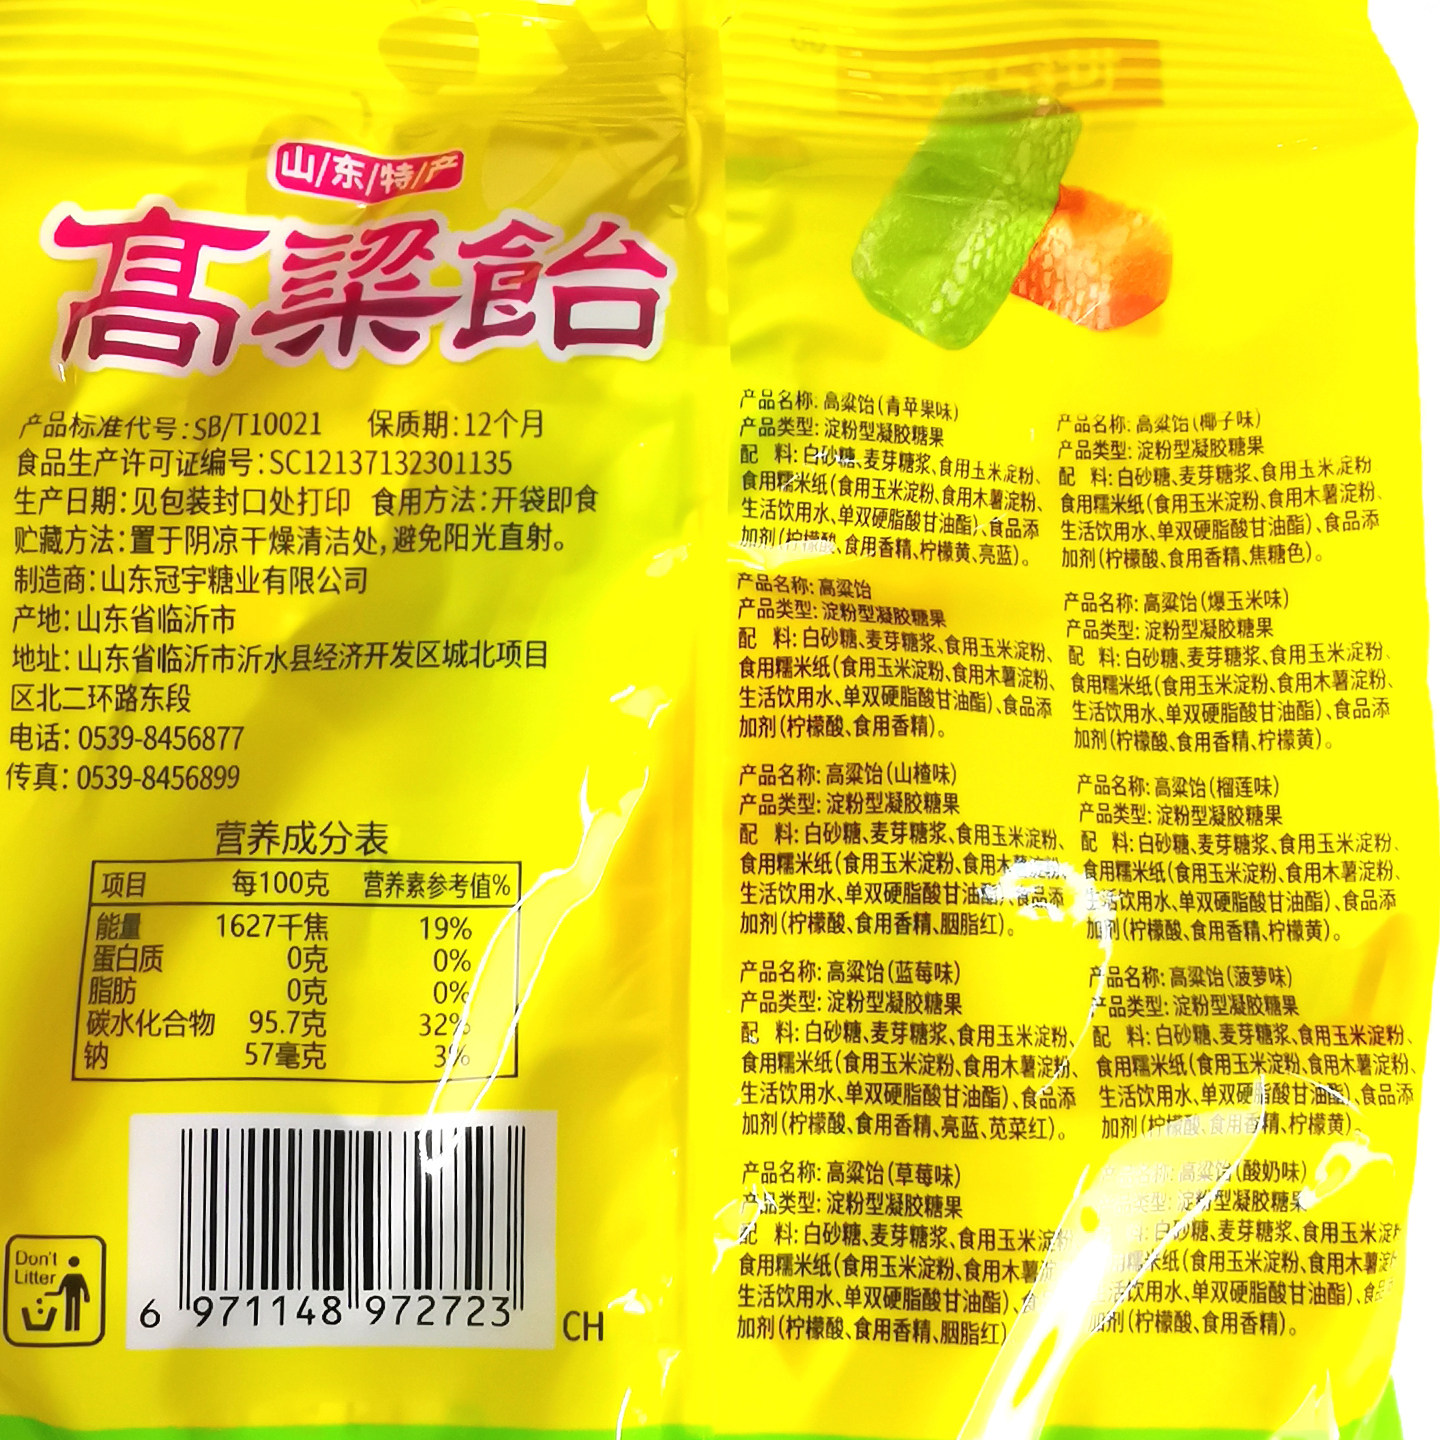 山/东/特/产
髙粱飴
产品标准代号:SB/T10021 保质期:12个月
食品生产许可证编号:SC12137132301135
生产日期:见包装封口处打印 食用方法:开袋即食
贮藏方法:置于阴凉干燥清洁处,避免阳光直射。
制造商:山东冠宇糖业有限公司
产地:山东省临沂市
地址:山东省临沂市沂水县经济开发区城北项目
区北二环路东段
电话:0539-8456877
传真:0539-8456899
营养成分表
项目 每100克 营养素参考值%
能量 1627千焦 19%
蛋白质 0克 0%
脂肪 0克 0%
碳水化合物 95.7克 32%
钠 57毫克 3%
Don't
Litter
6 971148 972723
CH
产品名称:高粱饴(青苹果味)
产品类型:淀粉型凝胶糖果
配 料:白砂糖、麦芽糖浆、食用玉米淀粉、
食用糯米纸(食用玉米淀粉、食用木薯淀粉、
生活饮用水、单双硬脂酸甘油酯)、食品添
加剂(柠檬酸、食用香精、柠檬黄、亮蓝)。
产品名称:高粱饴
产品类型:淀粉型凝胶糖果
配 料:白砂糖、麦芽糖浆、食用玉米淀粉、
食用糯米纸(食用玉米淀粉、食用木薯淀粉、
生活饮用水、单双硬脂酸甘油酯)、食品添
加剂(柠檬酸、食用香精)。
产品名称:高粱饴(山楂味)
产品类型:淀粉型凝胶糖果
配 料:白砂糖、麦芽糖浆、食用玉米淀粉、
食用糯米纸(食用玉米淀粉、食用木薯淀粉、
生活饮用水、单双硬脂酸甘油酯)、食品添
加剂(柠檬酸、食用香精、胭脂红)。
产品名称:高粱饴(蓝莓味)
产品类型:淀粉型凝胶糖果
配 料:白砂糖、麦芽糖浆、食用玉米淀粉、
食用糯米纸(食用玉米淀粉、食用木薯淀粉、
生活饮用水、单双硬脂酸甘油酯)、食品添
加剂(柠檬酸、食用香精、亮蓝、苋菜红)。
产品名称:高粱饴(草莓味)
产品类型:淀粉型凝胶糖果
配 料:白砂糖、麦芽糖浆、食用玉米淀粉
食用糯米纸(食用玉米淀粉、食用木薯淀
生活饮用水、单双硬脂酸甘油酯)、食
加剂(柠檬酸、食用香精、胭脂红)
产品名称:高粱饴(椰子味)
产品类型:淀粉型凝胶糖果
配 料:白砂糖、麦芽糖浆、食用玉米淀粉
食用糯米纸(食用玉米淀粉、食用木薯淀粉、
生活饮用水、单双硬脂酸甘油酯)、食品添
加剂(柠檬酸、食用香精、焦糖色)。
产品名称:高粱饴(爆玉米味)
产品类型:淀粉型凝胶糖果
配 料:白砂糖、麦芽糖浆、食用玉米淀粉、
食用糯米纸(食用玉米淀粉、食用木薯淀粉、
生活饮用水、单双硬脂酸甘油酯)、食品添
加剂(柠檬酸、食用香精、柠檬黄)。
产品名称:高粱饴(榴莲味)
产品类型:淀粉型凝胶糖果
配 料:白砂糖、麦芽糖浆、食用玉米淀粉、
食用糯米纸(食用玉米淀粉、食用木薯淀粉、
生活饮用水、单双硬脂酸甘油酯)、食品添
加剂(柠檬酸、食用香精、柠檬黄)。
产品名称:高粱饴(菠萝味)
产品类型:淀粉型凝胶糖果
配 料:白砂糖、麦芽糖浆、食用玉米淀粉、
食用糯米纸(食用玉米淀粉、食用木薯淀粉、
生活饮用水、单双硬脂酸甘油酯)、食品添
加剂(柠檬酸、食用香精、柠檬黄)。
名称:高粱饴(酸奶味)
类型:淀粉型凝胶糖果
料:白砂糖、麦芽糖浆、食用玉米淀
糯米纸(食用玉米淀粉、食用木薯淀
活饮用水、单双硬脂酸甘油酯)、食品
加剂(柠檬酸、食用香精)。